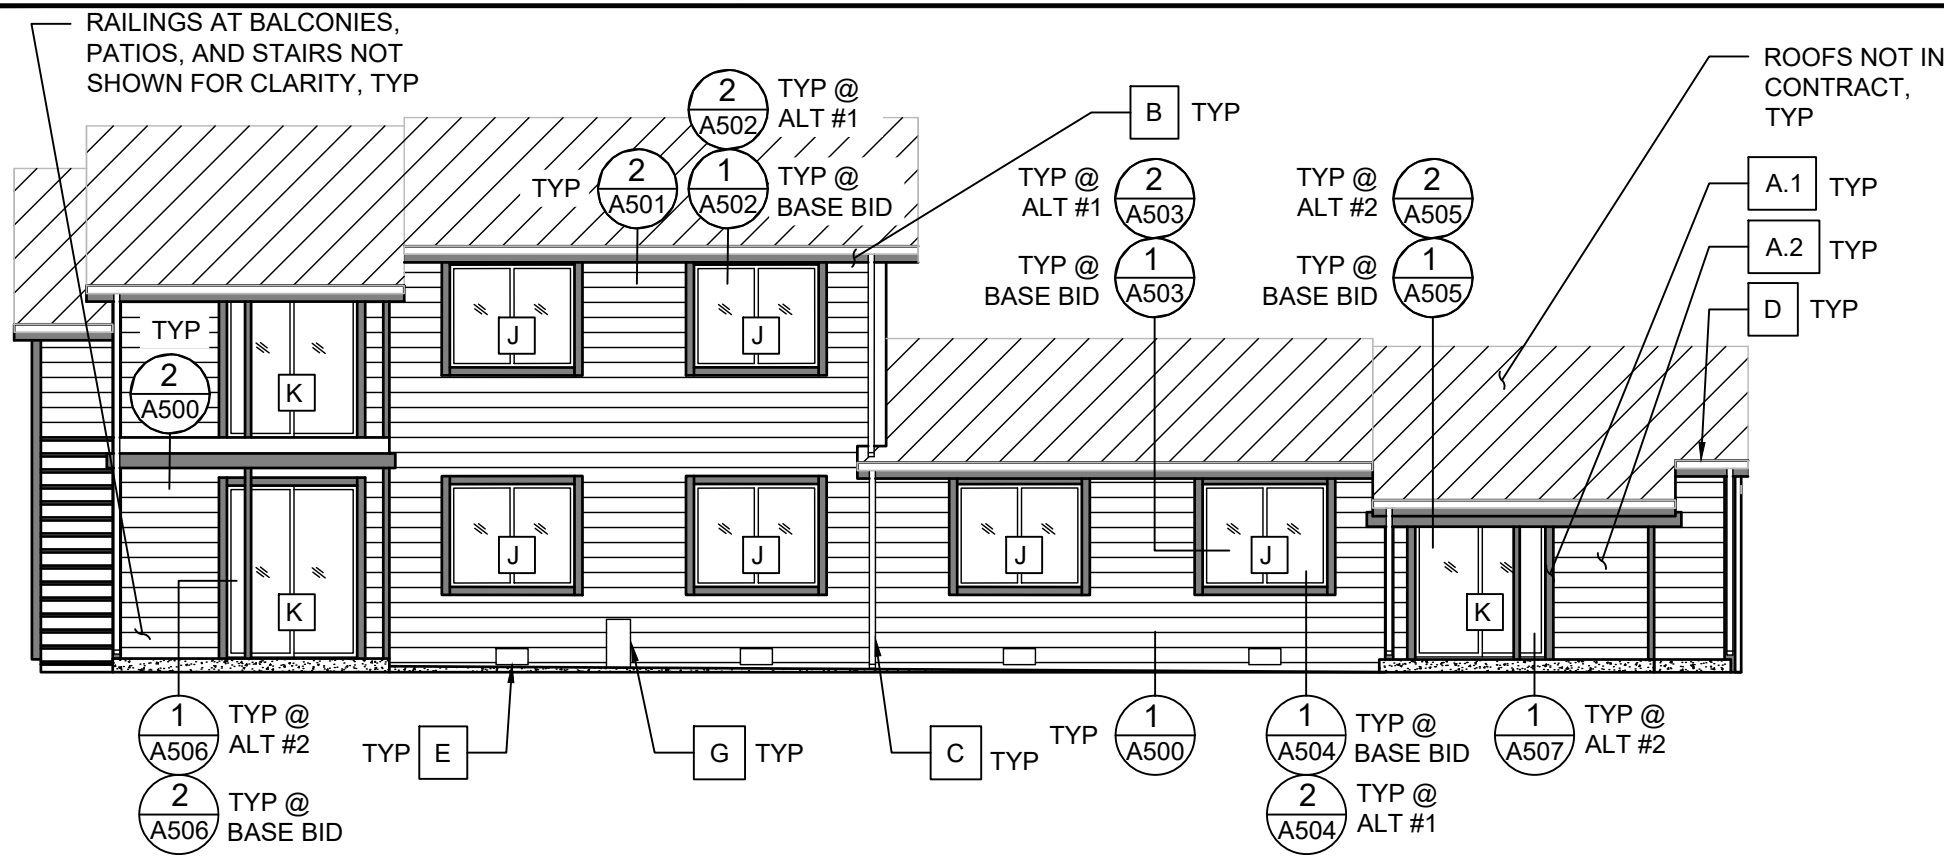 RAILINGS AT BALCONIES,
PATIOS, AND STAIRS NOT
SHOWN FOR CLARITY, TYP
2
A502
TYP @
ALT #1
1
A502
TYP @
BASE BID
TYP
2
A501
B TYP
ROOFS NOT IN
CONTRACT,
TYP
TYP @
ALT #1
2
A503
TYP @
BASE BID
1
A503
TYP @
ALT #2
2
A505
TYP @
BASE BID
1
A505
A.1 TYP
A.2 TYP
D TYP
TYP
2
A500
J
J
K
J
J
J
J
K
K
1
A506
TYP @
ALT #2
2
A506
TYP @
BASE BID
TYP E
G TYP
C TYP
TYP
1
A500
1
A504
TYP @
BASE BID
2
A504
TYP @
ALT #1
1
A507
TYP @
ALT #2